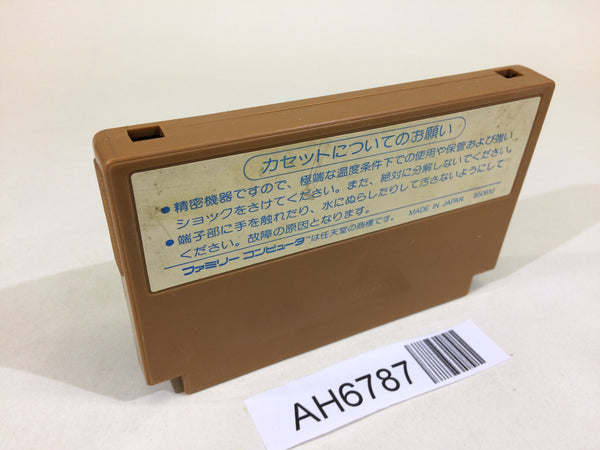 カセットについてのお願い
●精密機器ですので、極端な温度条件下での使用や保管および強い
ショックをさけてください。また、絶対に分解しないでください。
●端子部に手を触れたり、水にぬらしたりして汚さないようにして
ください。故障の原因となります。 MADE IN JAPAN
ファミリー コンピュータ™は任天堂の商標です。
AH6787